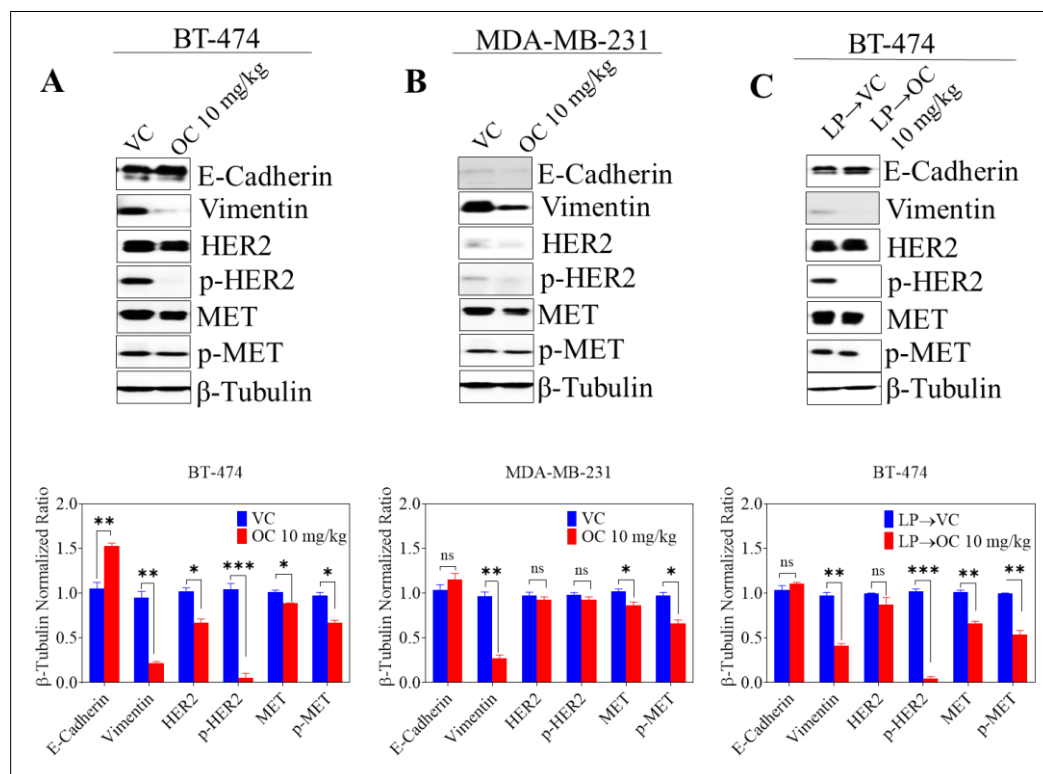 BT-474
A
VC
OC 10 mg/kg
E-Cadherin
Vimentin
HER2
p-HER2
MET
p-MET
β-Tubulin
MDA-MB-231
B
VC
OC 10 mg/kg
E-Cadherin
Vimentin
HER2
p-HER2
MET
p-MET
β-Tubulin
BT-474
C
LP→VC
LP→OC
10 mg/kg
E-Cadherin
Vimentin
HER2
p-HER2
MET
p-MET
β-Tubulin
BT-474
β-Tubulin Normalized Ratio
2.0
1.5
1.0
0.5
0.0
VC
OC 10 mg/kg
** ** * *** * *
E-Cadherin
Vimentin
HER2
p-HER2
MET
p-MET
MDA-MB-231
β-Tubulin Normalized Ratio
2.0
1.5
1.0
0.5
0.0
VC
OC 10 mg/kg
ns ** ns ns * *
E-Cadherin
Vimentin
HER2
p-HER2
MET
p-MET
BT-474
β-Tubulin Normalized Ratio
2.0
1.5
1.0
0.5
0.0
LP→VC
LP→OC 10 mg/kg
ns ** ns *** ** **
E-Cadherin
Vimentin
HER2
p-HER2
MET
p-MET